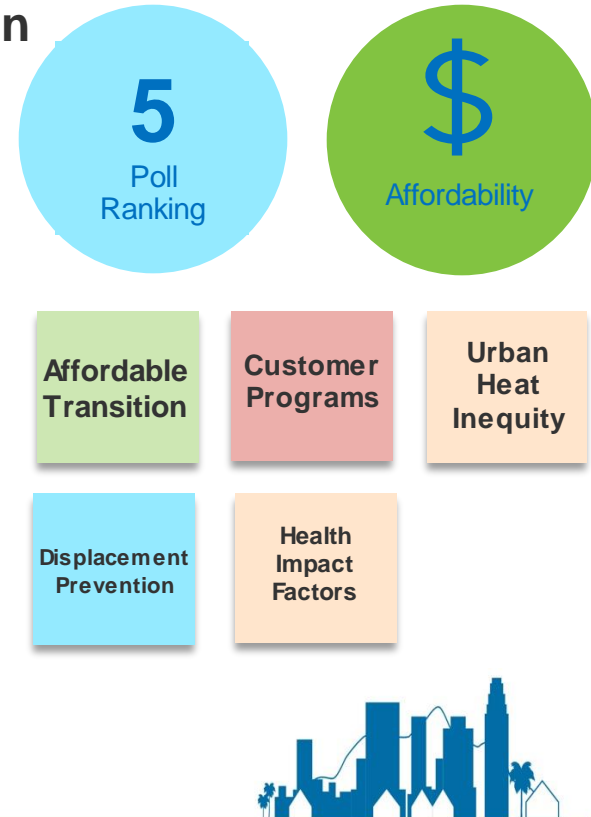 n
5
Poll
Ranking
$
Affordability
Affordable
Transition
Customer
Programs
Urban
Heat
Inequity
Displacement
Prevention
Health
Impact
Factors